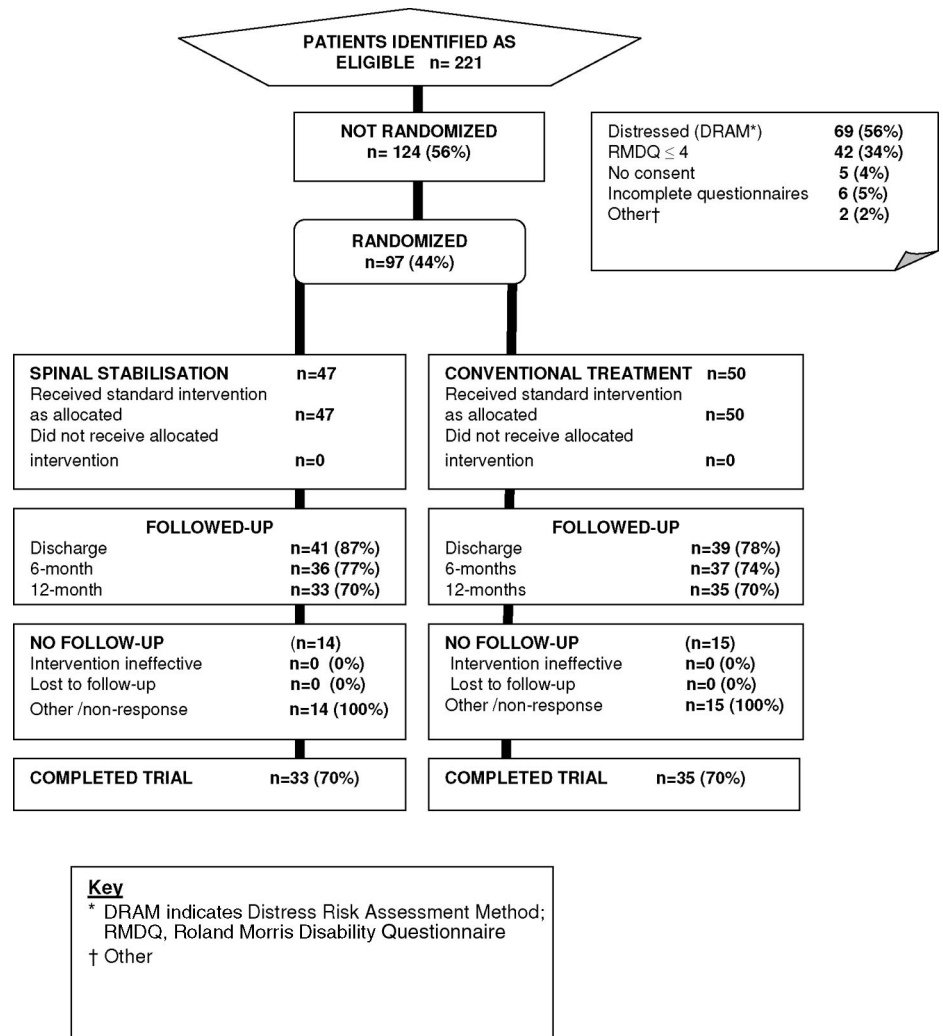 PATIENTS IDENTIFIED AS
ELIGIBLE n= 221
NOT RANDOMIZED
n= 124 (56%)
Distressed (DRAM*) 69 (56%)
RMDQ ≤ 4 42 (34%)
No consent 5 (4%)
Incomplete questionnaires 6 (5%)
Other† 2 (2%)
RANDOMIZED
n=97 (44%)
SPINAL STABILISATION n=47
Received standard intervention
as allocated n=47
Did not receive allocated
intervention n=0
CONVENTIONAL TREATMENT n=50
Received standard intervention
as allocated n=50
Did not receive allocated
intervention n=0
FOLLOWED-UP
Discharge n=41 (87%)
6-month n=36 (77%)
12-month n=33 (70%)
FOLLOWED-UP
Discharge n=39 (78%)
6-months n=37 (74%)
12-months n=35 (70%)
NO FOLLOW-UP (n=14)
Intervention ineffective n=0 (0%)
Lost to follow-up n=0 (0%)
Other /non-response n=14 (100%)
NO FOLLOW-UP (n=15)
Intervention ineffective n=0 (0%)
Lost to follow-up n=0 (0%)
Other /non-response n=15 (100%)
COMPLETED TRIAL n=33 (70%)
COMPLETED TRIAL n=35 (70%)
Key
* DRAM indicates Distress Risk Assessment Method;
RMDQ, Roland Morris Disability Questionnaire
† Other